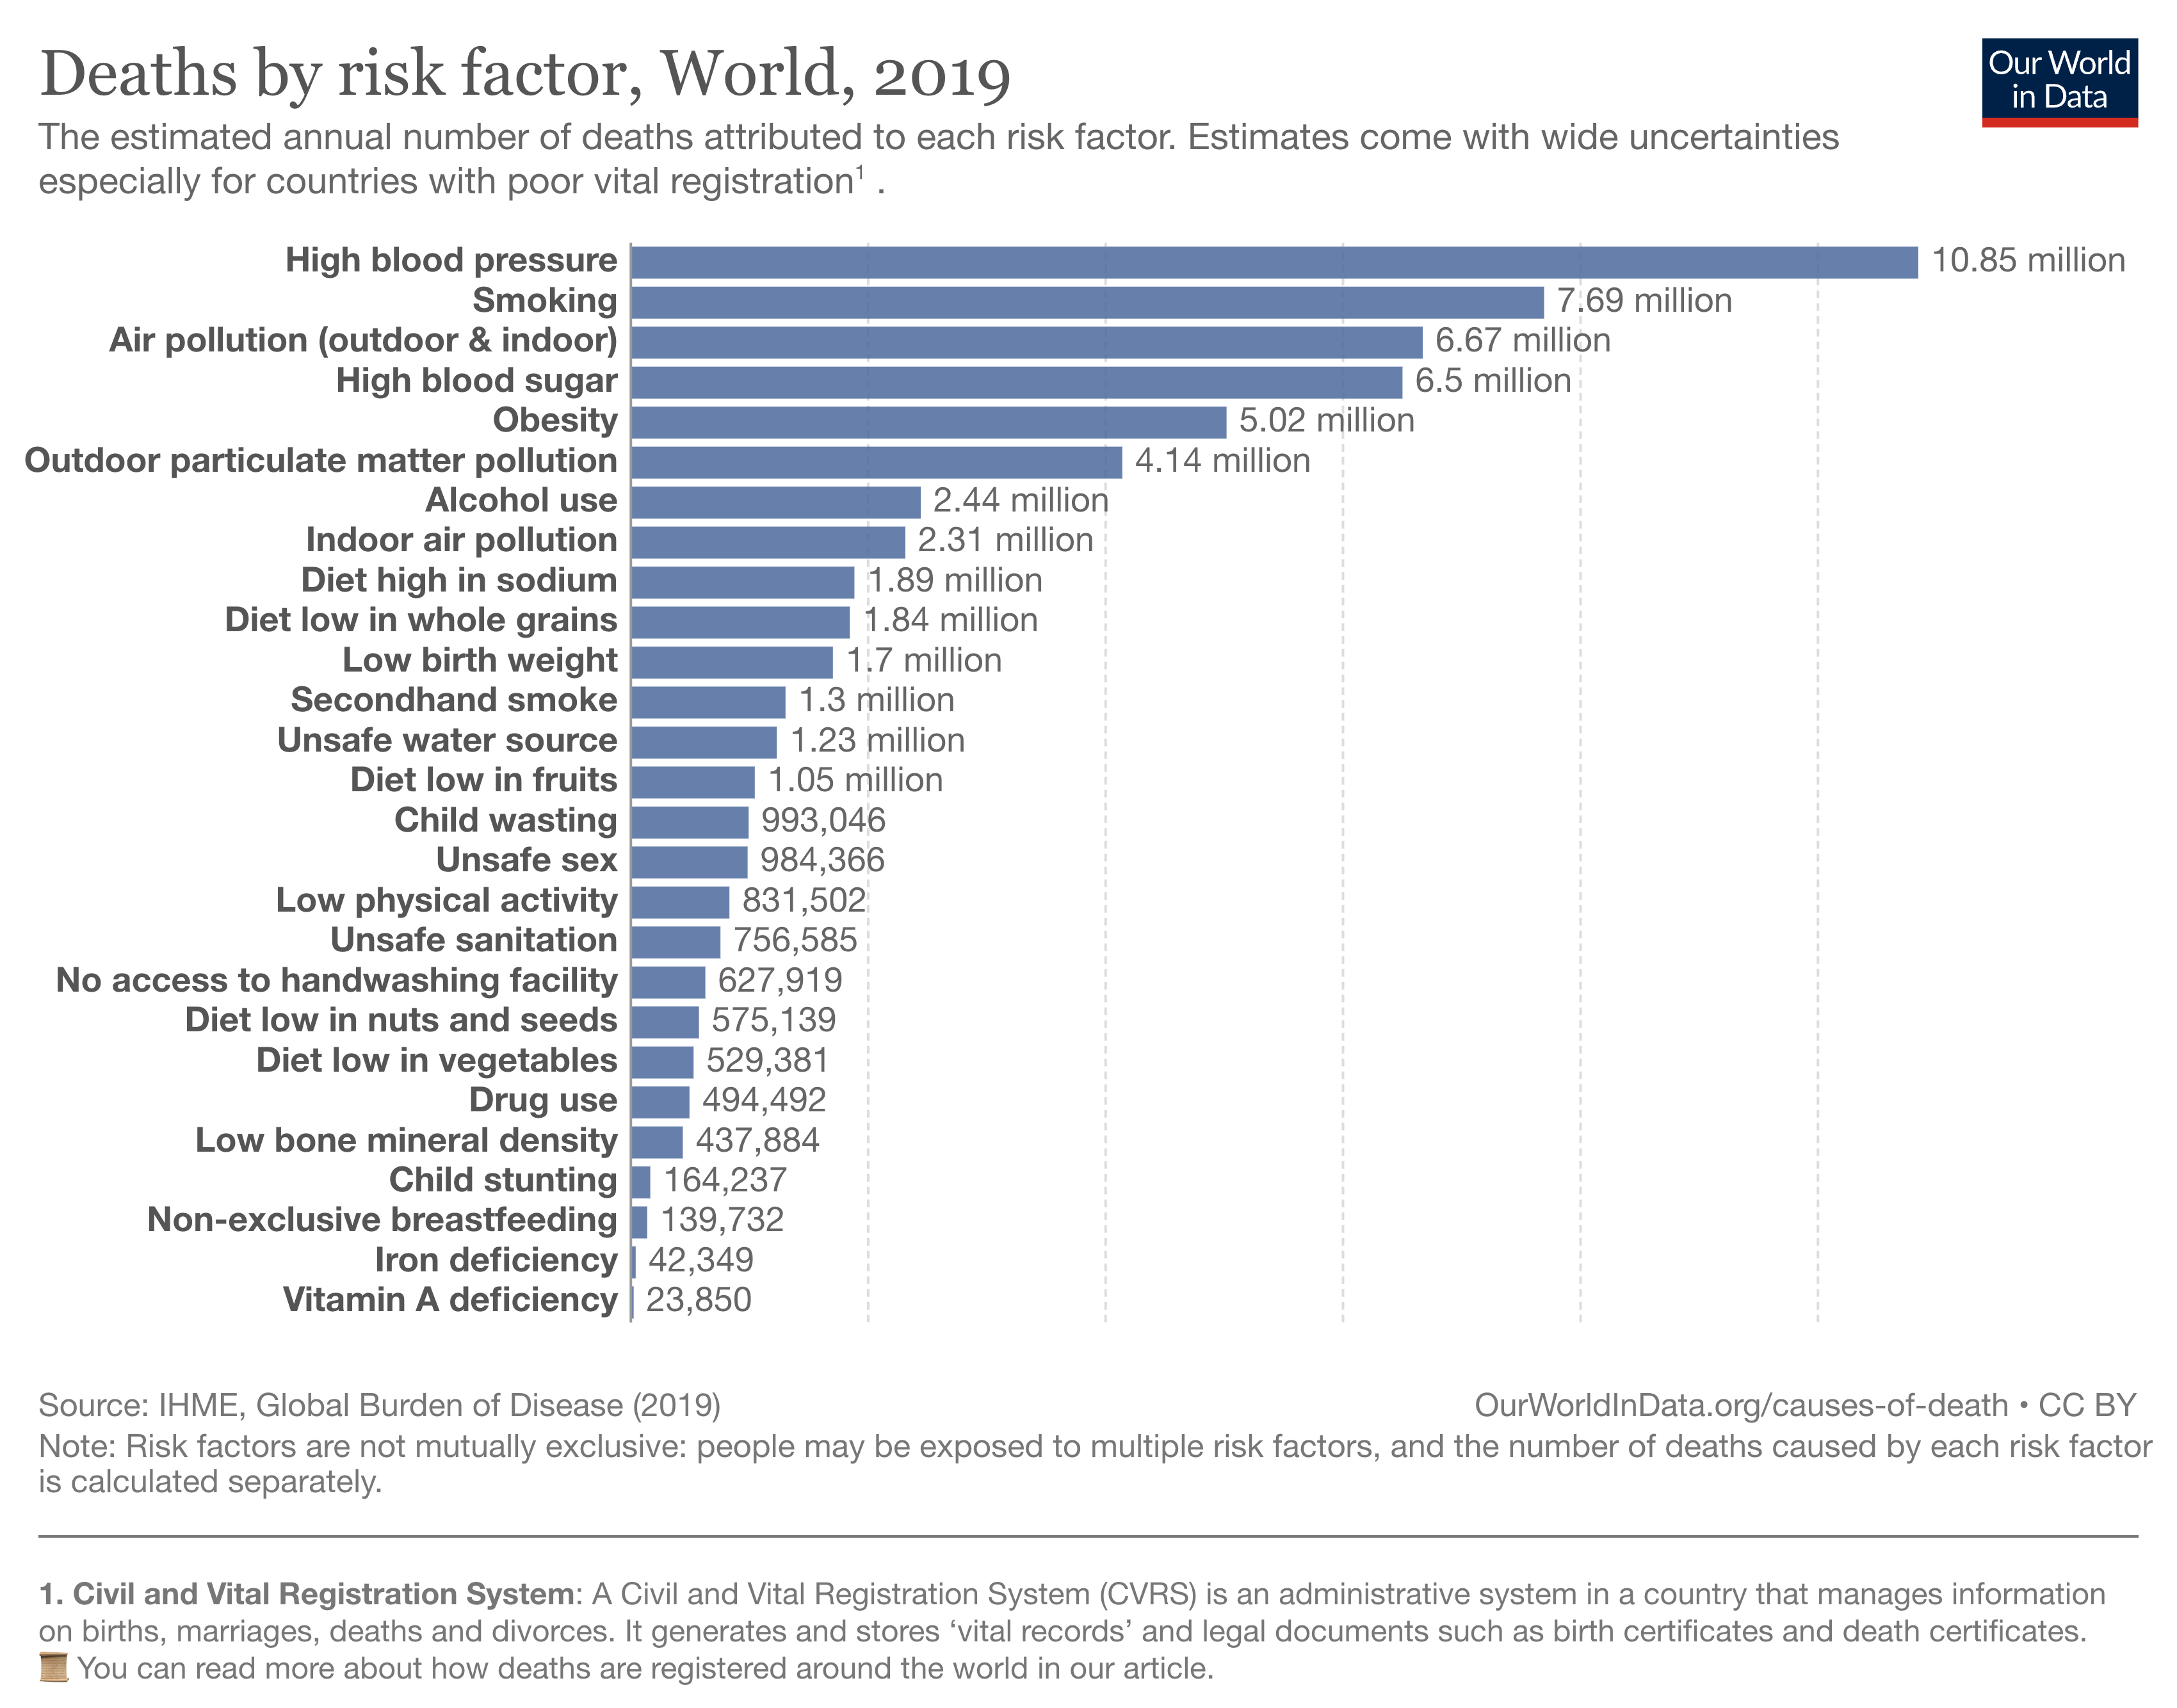 Deaths by risk factor, World, 2019
Our World
in Data
The estimated annual number of deaths attributed to each risk factor. Estimates come with wide uncertainties
especially for countries with poor vital registration¹ .
High blood pressure 10.85 million
Smoking 7.69 million
Air pollution (outdoor & indoor) 6.67 million
High blood sugar 6.5 million
Obesity 5.02 million
Outdoor particulate matter pollution 4.14 million
Alcohol use 2.44 million
Indoor air pollution 2.31 million
Diet high in sodium 1.89 million
Diet low in whole grains 1.84 million
Low birth weight 1.7 million
Secondhand smoke 1.3 million
Unsafe water source 1.23 million
Diet low in fruits 1.05 million
Child wasting 993,046
Unsafe sex 984,366
Low physical activity 831,502
Unsafe sanitation 756,585
No access to handwashing facility 627,919
Diet low in nuts and seeds 575,139
Diet low in vegetables 529,381
Drug use 494,492
Low bone mineral density 437,884
Child stunting 164,237
Non-exclusive breastfeeding 139,732
Iron deficiency 42,349
Vitamin A deficiency 23,850
Source: IHME, Global Burden of Disease (2019)
OurWorldInData.org/causes-of-death • CC BY
Note: Risk factors are not mutually exclusive: people may be exposed to multiple risk factors, and the number of deaths caused by each risk factor
is calculated separately.
1. Civil and Vital Registration System: A Civil and Vital Registration System (CVRS) is an administrative system in a country that manages information
on births, marriages, deaths and divorces. It generates and stores ‘vital records’ and legal documents such as birth certificates and death certificates.
You can read more about how deaths are registered around the world in our article.